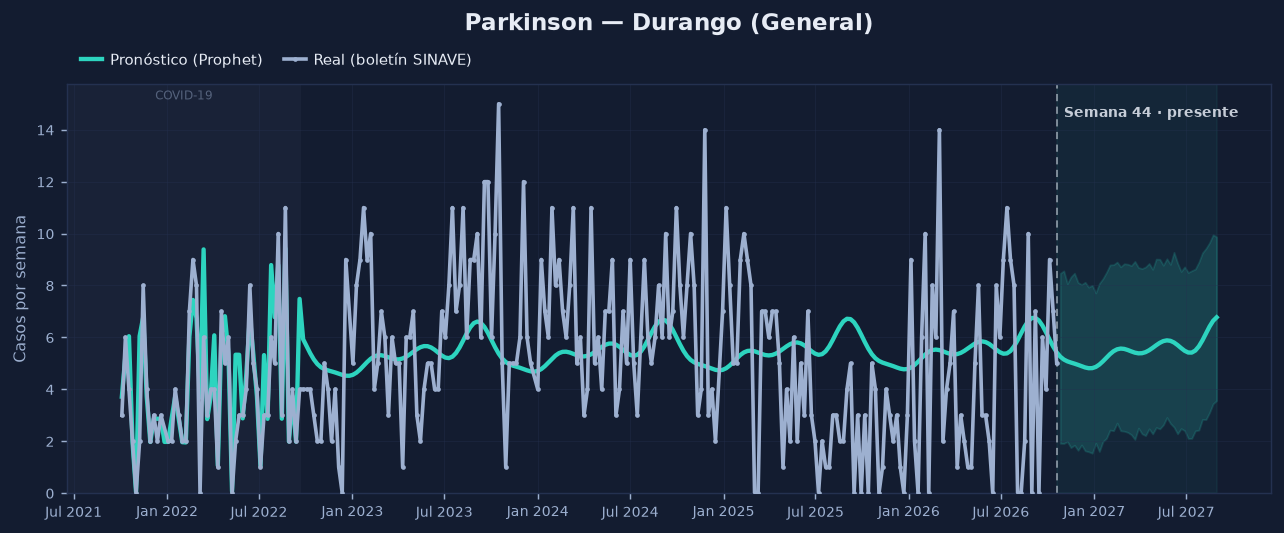 Parkinson — Durango (General)
Pronóstico (Prophet)
Real (boletín SINAVE)
COVID-19
Semana 44 · presente
Casos por semana
14
12
10
8
6
4
2
0
Jul 2021
Jan 2022
Jul 2022
Jan 2023
Jul 2023
Jan 2024
Jul 2024
Jan 2025
Jul 2025
Jan 2026
Jul 2026
Jan 2027
Jul 2027